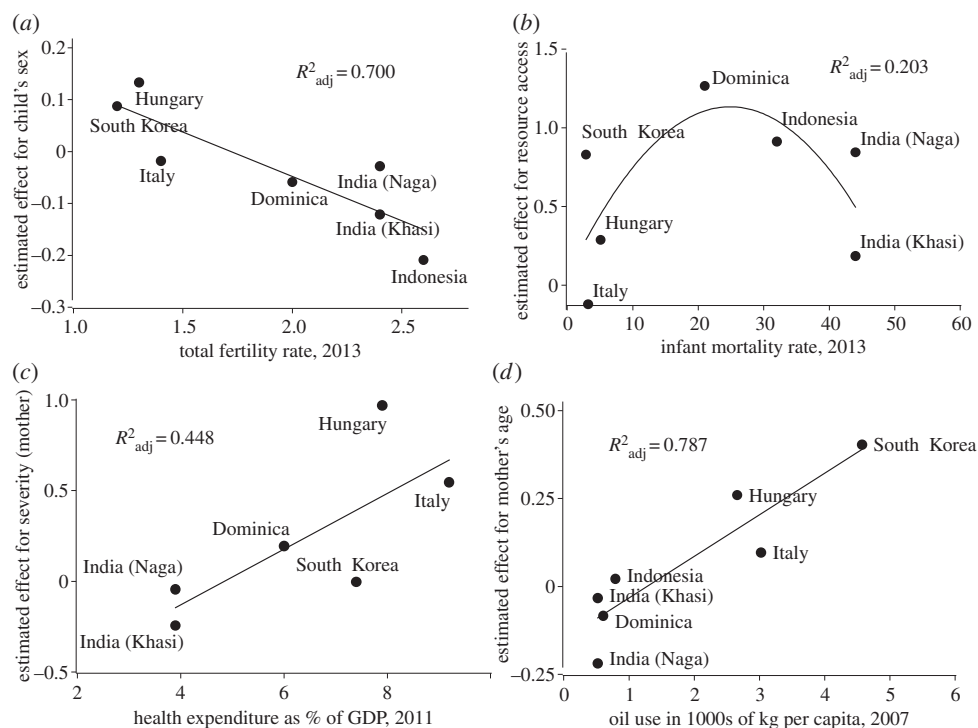 (a)
0.2
0.1
0
–0.1
–0.2
–0.3
estimated effect for child's sex
R²adj = 0.700
Hungary
South Korea
Italy
India (Naga)
Dominica
India (Khasi)
Indonesia
1.0 1.5 2.0 2.5
total fertility rate, 2013
(b)
1.5
1.0
0.5
0
estimated effect for resource access
R²adj = 0.203
Dominica
Indonesia
South Korea
India (Naga)
Hungary
India (Khasi)
Italy
0 10 20 30 40 50 60
infant mortality rate, 2013
(c)
1.0
0.5
0
–0.5
estimated effect for severity (mother)
R²adj = 0.448
Hungary
Italy
Dominica
South Korea
India (Naga)
India (Khasi)
2 4 6 8
health expenditure as % of GDP, 2011
(d)
0.50
0.25
0
–0.25
estimated effect for mother's age
R²adj = 0.787
South Korea
Hungary
Italy
Indonesia
India (Khasi)
Dominica
India (Naga)
0 1 2 3 4 5 6
oil use in 1000s of kg per capita, 2007